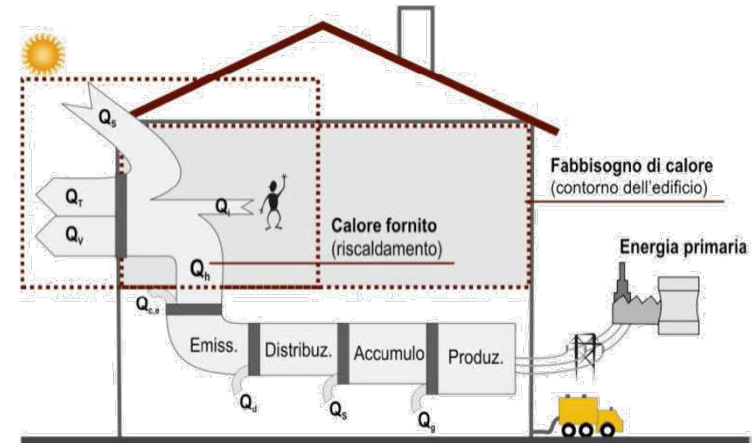 Qs
QT
QV
Qi
Calore fornito
(riscaldamento)
Qh
Fabbisogno di calore
(contorno dell'edificio)
Energia primaria
Qc,e
Emiss.
Distribuz.
Accumulo
Produz.
Qd
Qs
Qg